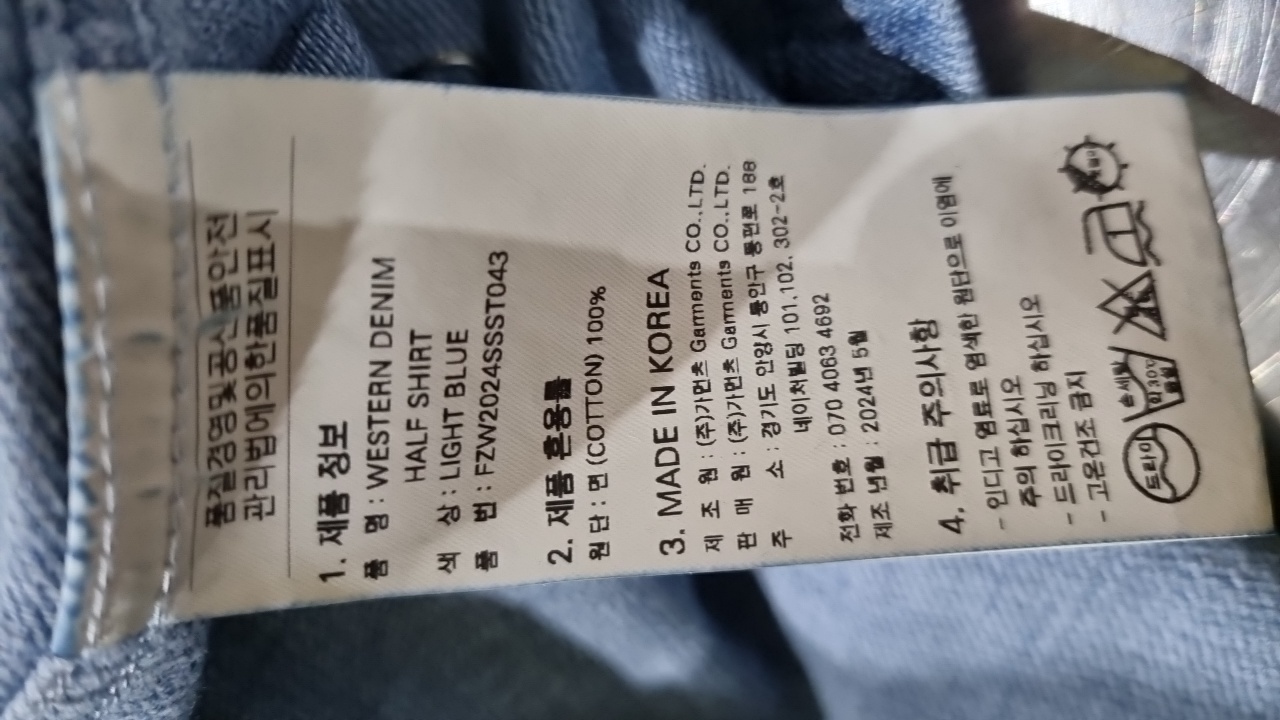 품질경영및공산품안전
관리법에의한품질표시
1. 제품 정보
품 명 : WESTERN DENIM
HALF SHIRT
색 상 : LIGHT BLUE
품 번 : FZW2024SSST043
2. 제품 혼용률
원 단 : 면 (COTTON) 100%
3. MADE IN KOREA
제 조 원 : (주)가먼츠 Garments CO.,LTD.
판 매 원 : (주)가먼츠 Garments CO.,LTD.
주 소 : 경기도 안양시 동안구 동편로 188
네이처빌딩 101,102, 302-2호
전화 번호 : 070 4063 4692
제조 년월 : 2024년 5월
4. 취급 주의사항
- 인디고 염료로 염색한 원단으로 이염에
주의 하십시오
- 드라이크리닝 하십시오
- 고온건조 금지
드라이
손세탁
약 30℃
중성